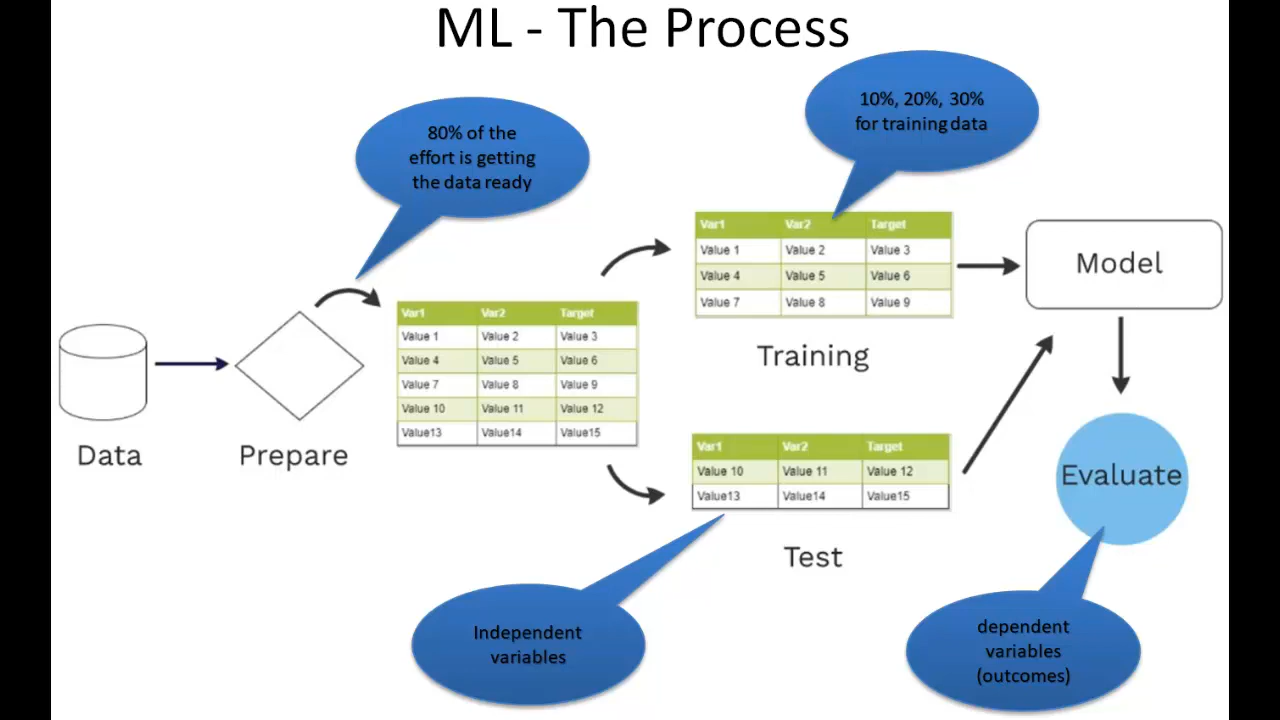 ML - The Process
80% of the
effort is getting
the data ready
10%, 20%, 30%
for training data
Data
Prepare
Var1 Var2 Target
Value 1 Value 2 Value 3
Value 4 Value 5 Value 6
Value 7 Value 8 Value 9
Value 10 Value 11 Value 12
Value13 Value14 Value15
Var1 Var2 Target
Value 1 Value 2 Value 3
Value 4 Value 5 Value 6
Value 7 Value 8 Value 9
Training
Var1 Var2 Target
Value 10 Value 11 Value 12
Value13 Value14 Value15
Test
Model
Evaluate
Independent
variables
dependent
variables
(outcomes)